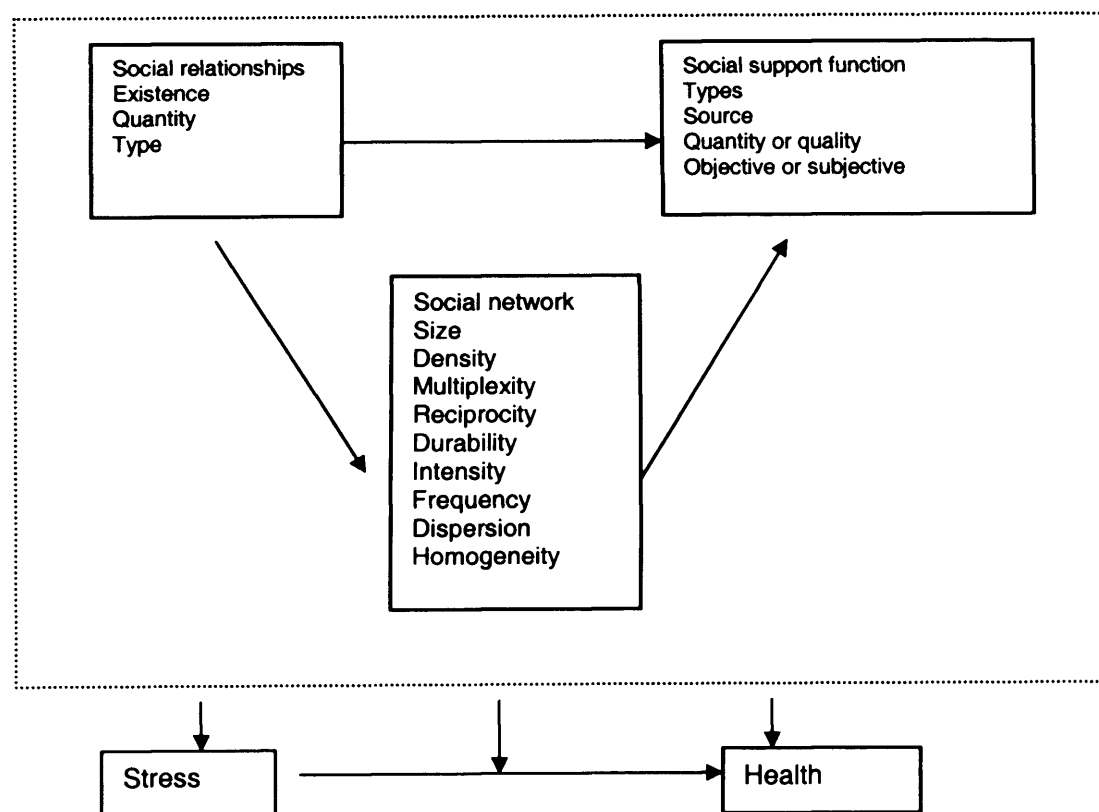 Social relationships
Existence
Quantity
Type
Social support function
Types
Source
Quantity or quality
Objective or subjective
Social network
Size
Density
Multiplexity
Reciprocity
Durability
Intensity
Frequency
Dispersion
Homogeneity
Stress
Health